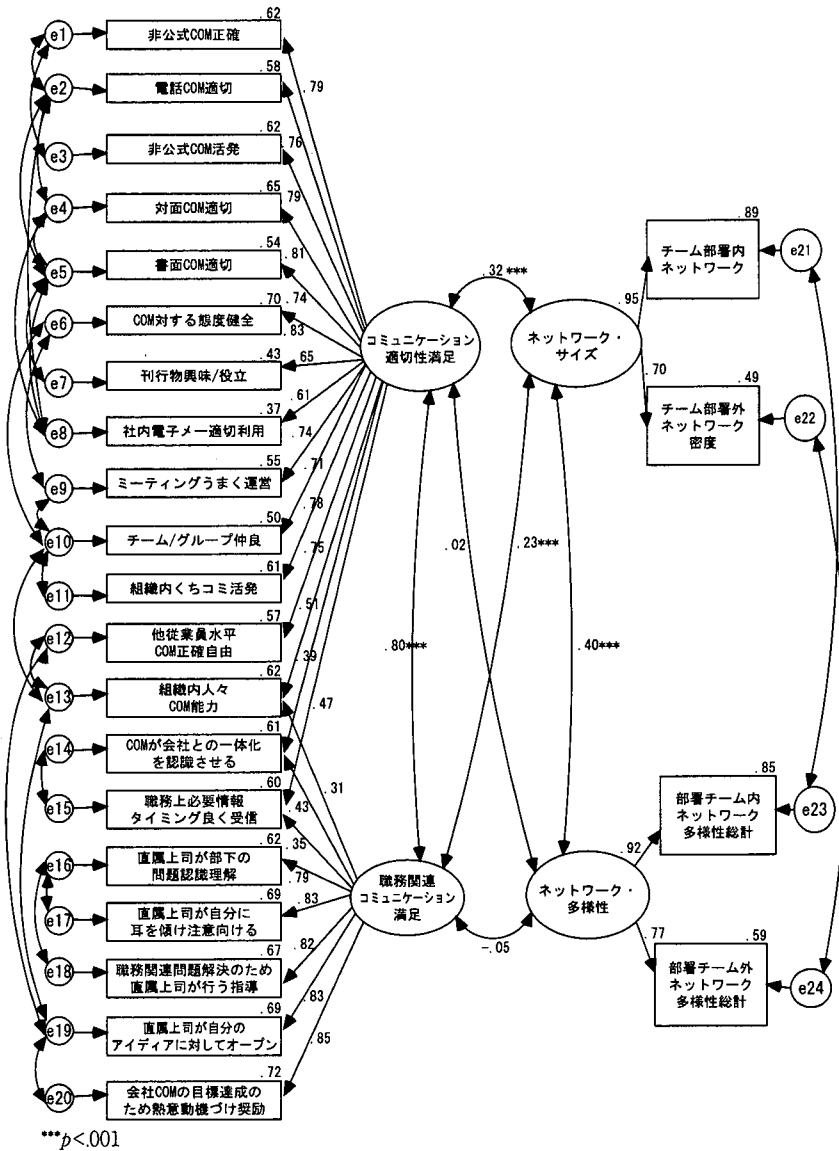 .62
e1
非公式COM正確
.58
e2
電話COM適切
.79
.62
e3
非公式COM活発
.76
.65
e4
対面COM適切
.79
.54
e5
書面COM適切
.81
.70
.74
e6
COM対する態度健全
.83
.43
.65
e7
刊行物興味/役立
.37
.61
e8
社内電子メー適切利用
.74
.55
e9
ミーティングうまく運営
.71
.50
e10
チーム/グループ仲良
.78
.61
.75
e11
組織内くちコミ活発
.57
.51
e12
他従業員水平
COM正確自由
.62
.39
e13
組織内人々
COM能力
.47
.61
e14
COMが会社との一体化
を認識させる
.60
.31
e15
職務上必要情報
タイミング良く受信
.43
.62
.35
e16
直属上司が部下の
問題認識理解
.79
.69
e17
直属上司が自分に
耳を傾け注意向ける
.83
.67
e18
職務関連問題解決のため
直属上司が行う指導
.82
.69
e19
直属上司が自分の
アイディアに対してオープン
.83
.72
.85
e20
会社COMの目標達成の
ため熱意動機づけ奨励
コミュニケーション
適切性満足
.32 ***
ネットワーク・
サイズ
.95
.89
チーム部署内
ネットワーク
e21
.70
.49
チーム部署外
ネットワーク
密度
e22
.02
.23***
.80***
.40***
職務関連
コミュニケーション
満足
-.05
ネットワーク・
多様性
.92
.85
部署チーム内
ネットワーク
多様性総計
e23
.77
.59
部署チーム外
ネットワーク
多様性総計
e24
***p<.001